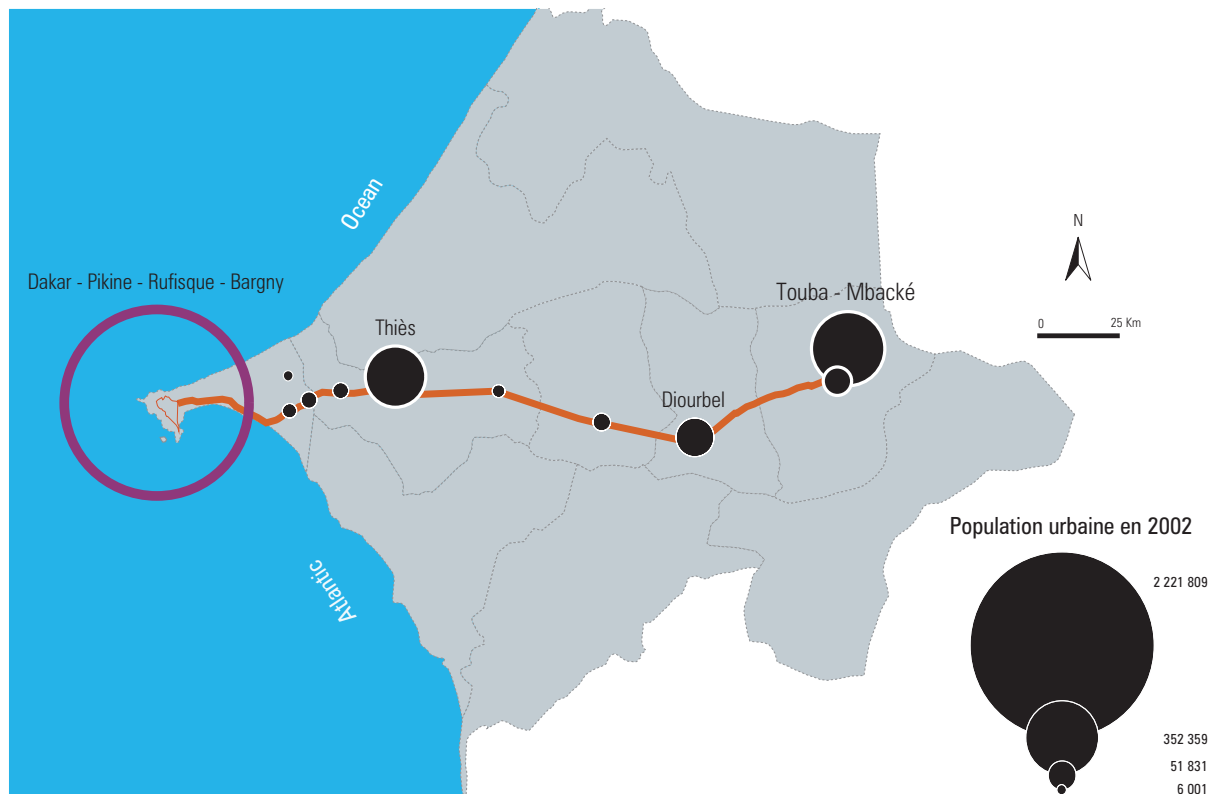 Ocean
N
Dakar - Pikine - Rufisque - Bargny
Touba - Mbacké
0 25 Km
Thiès
Diourbel
Population urbaine en 2002
Atlantic
2 221 809
352 359
51 831
6 001